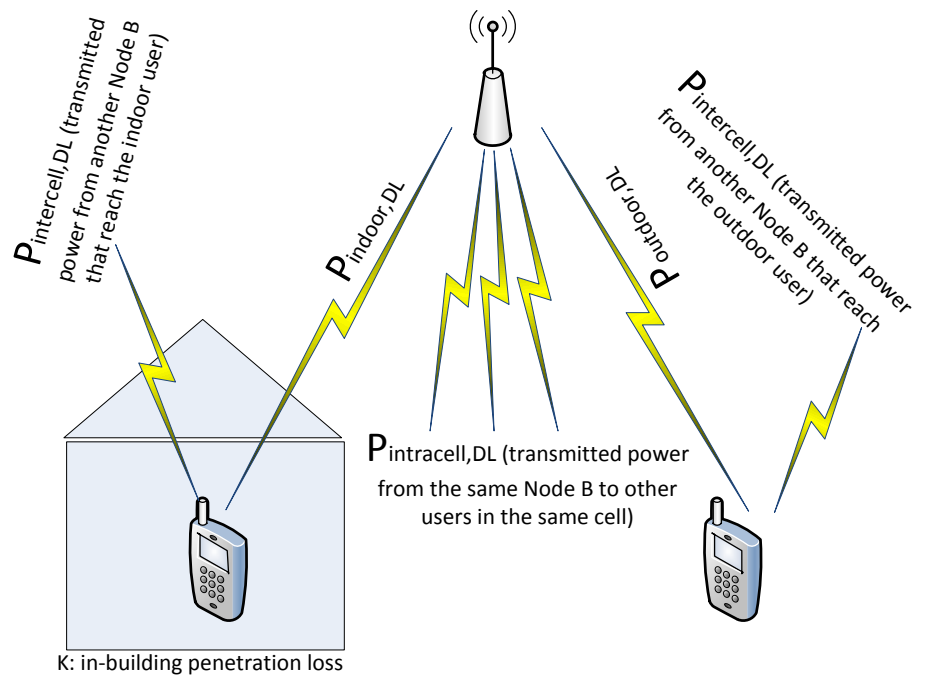 Pintercell,DL (transmitted
power from another Node B
that reach the indoor user)
Pindoor,DL
Poutdoor,DL
Pintercell,DL (transmitted power
from another Node B that reach
the outdoor user)
Pintracell,DL (transmitted power
from the same Node B to other
users in the same cell)
K: in-building penetration loss